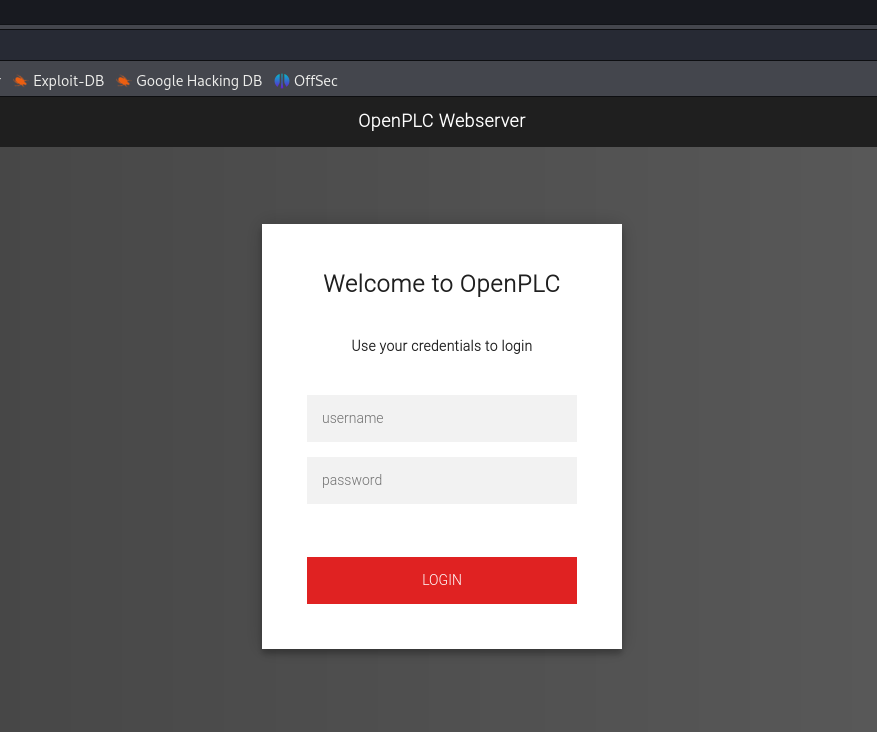 Exploit-DB Google Hacking DB OffSec
OpenPLC Webserver
Welcome to OpenPLC
Use your credentials to login
username
password
LOGIN